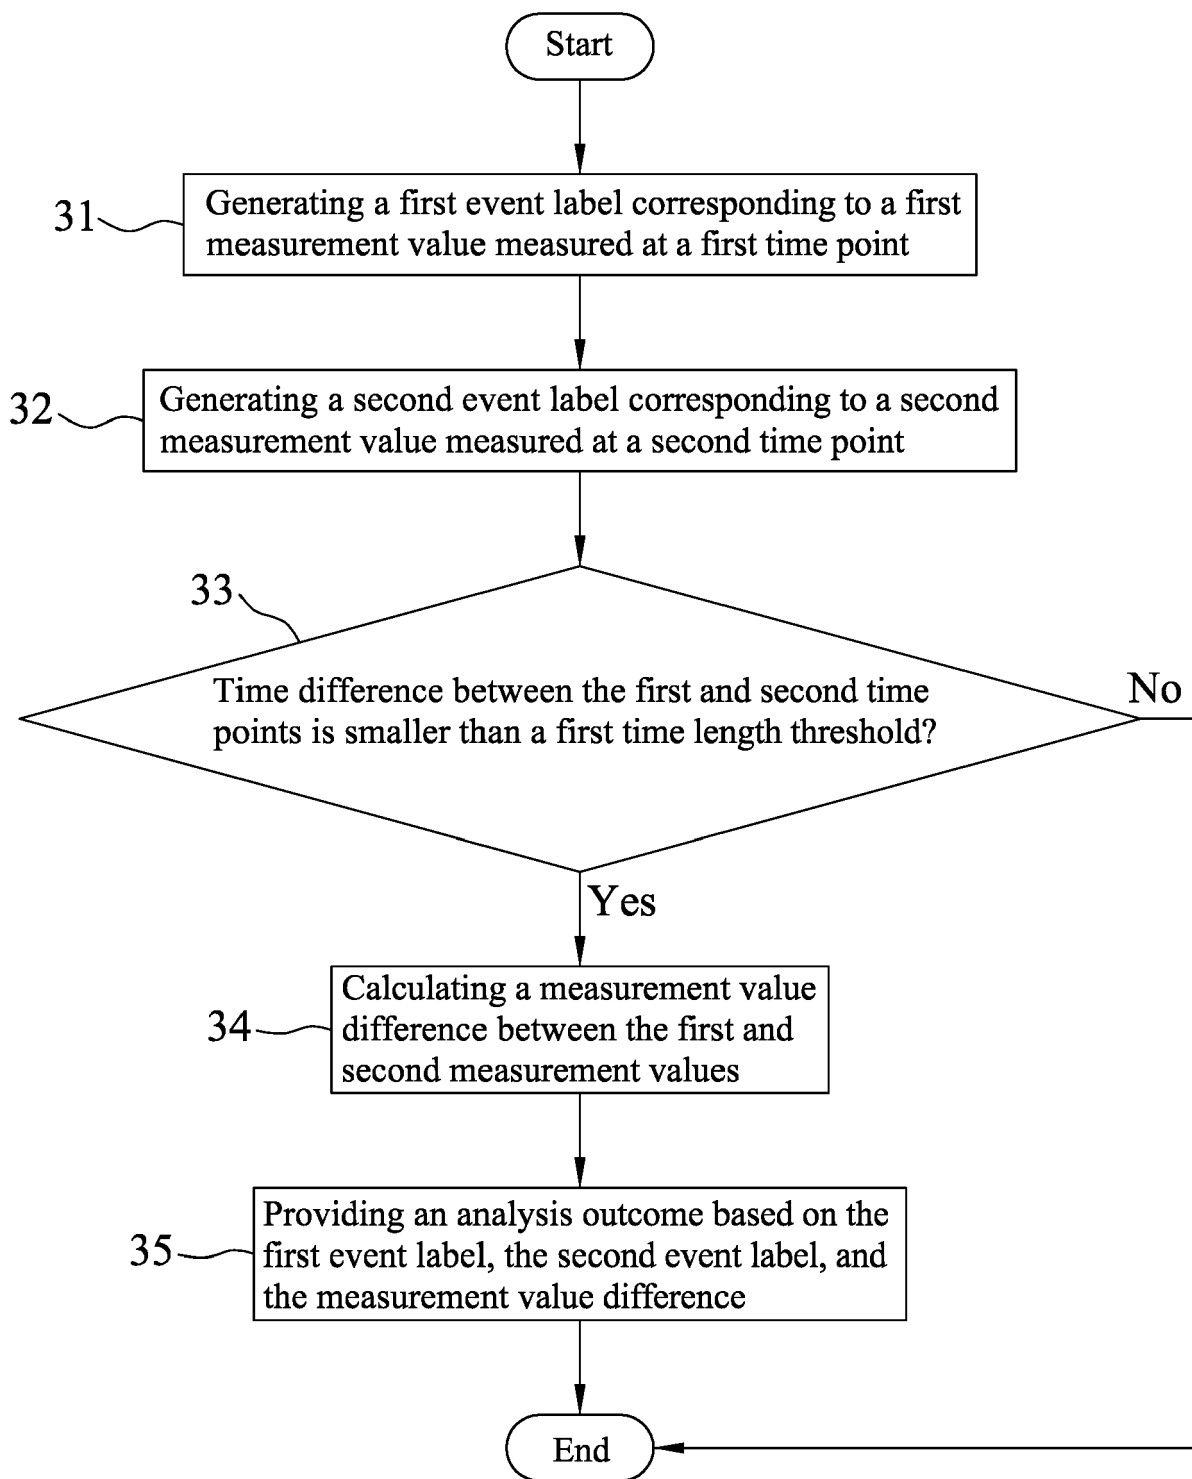 Start
31
Generating a first event label corresponding to a first
measurement value measured at a first time point
32
Generating a second event label corresponding to a second
measurement value measured at a second time point
33
Time difference between the first and second time
points is smaller than a first time length threshold?
No
Yes
34
Calculating a measurement value
difference between the first and
second measurement values
35
Providing an analysis outcome based on the
first event label, the second event label, and
the measurement value difference
End